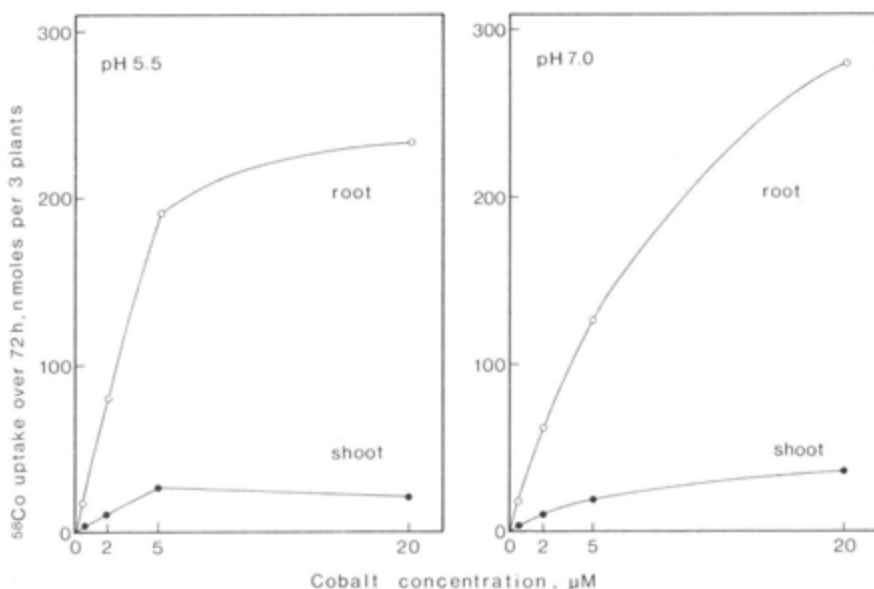 300
pH 5.5
root
200
100
shoot
0
0 2 5 20
300
pH 7.0
root
200
100
shoot
0
0 2 5 20
⁵⁸Co uptake over 72h, n moles per 3 plants
Cobalt concentration, µM